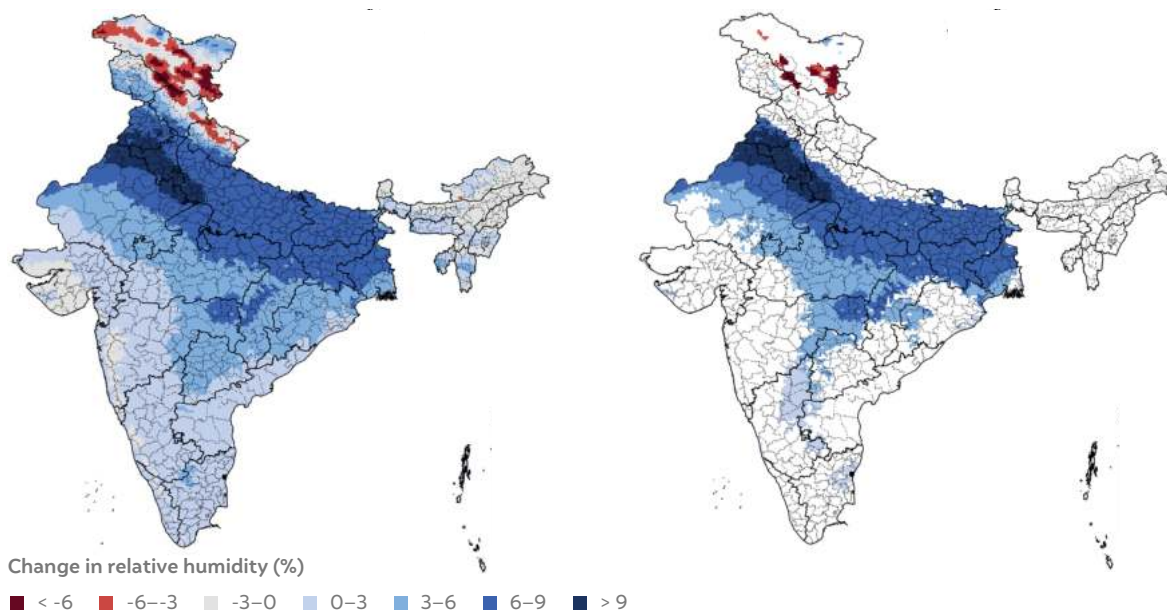 Change in relative humidity (%)
< -6 -6–-3 -3–0 0–3 3–6 6–9 > 9